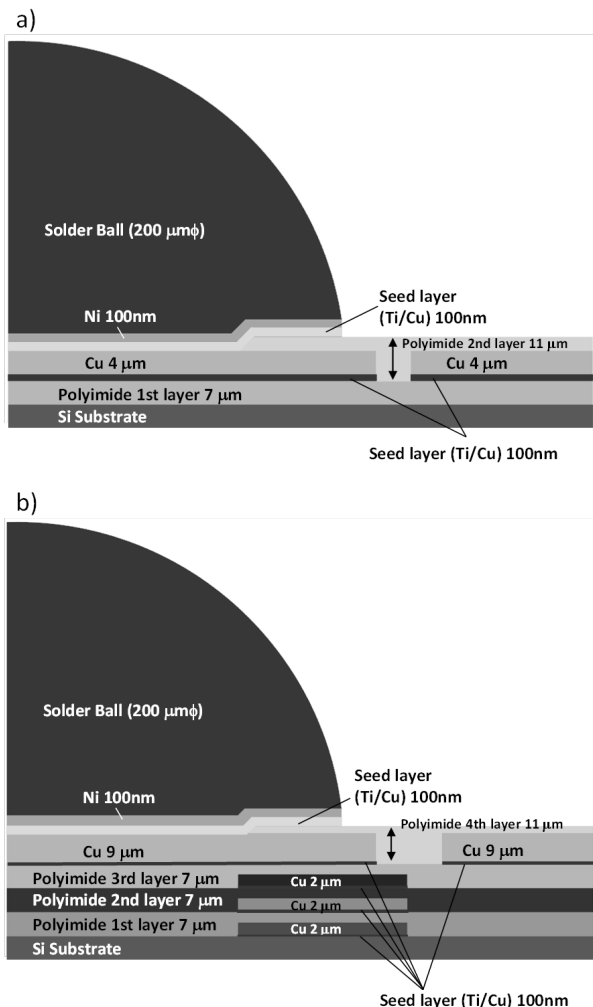 a)
Solder Ball (200 μmϕ)
Seed layer
(Ti/Cu) 100nm
Ni 100nm
Polyimide 2nd layer 11 μm
Cu 4 μm
Cu 4 μm
Polyimide 1st layer 7 μm
Si Substrate
Seed layer (Ti/Cu) 100nm
b)
Solder Ball (200 μmϕ)
Seed layer
(Ti/Cu) 100nm
Ni 100nm
Polyimide 4th layer 11 μm
Cu 9 μm
Cu 9 μm
Polyimide 3rd layer 7 μm
Cu 2 μm
Polyimide 2nd layer 7 μm
Cu 2 μm
Polyimide 1st layer 7 μm
Cu 2 μm
Si Substrate
Seed layer (Ti/Cu) 100nm